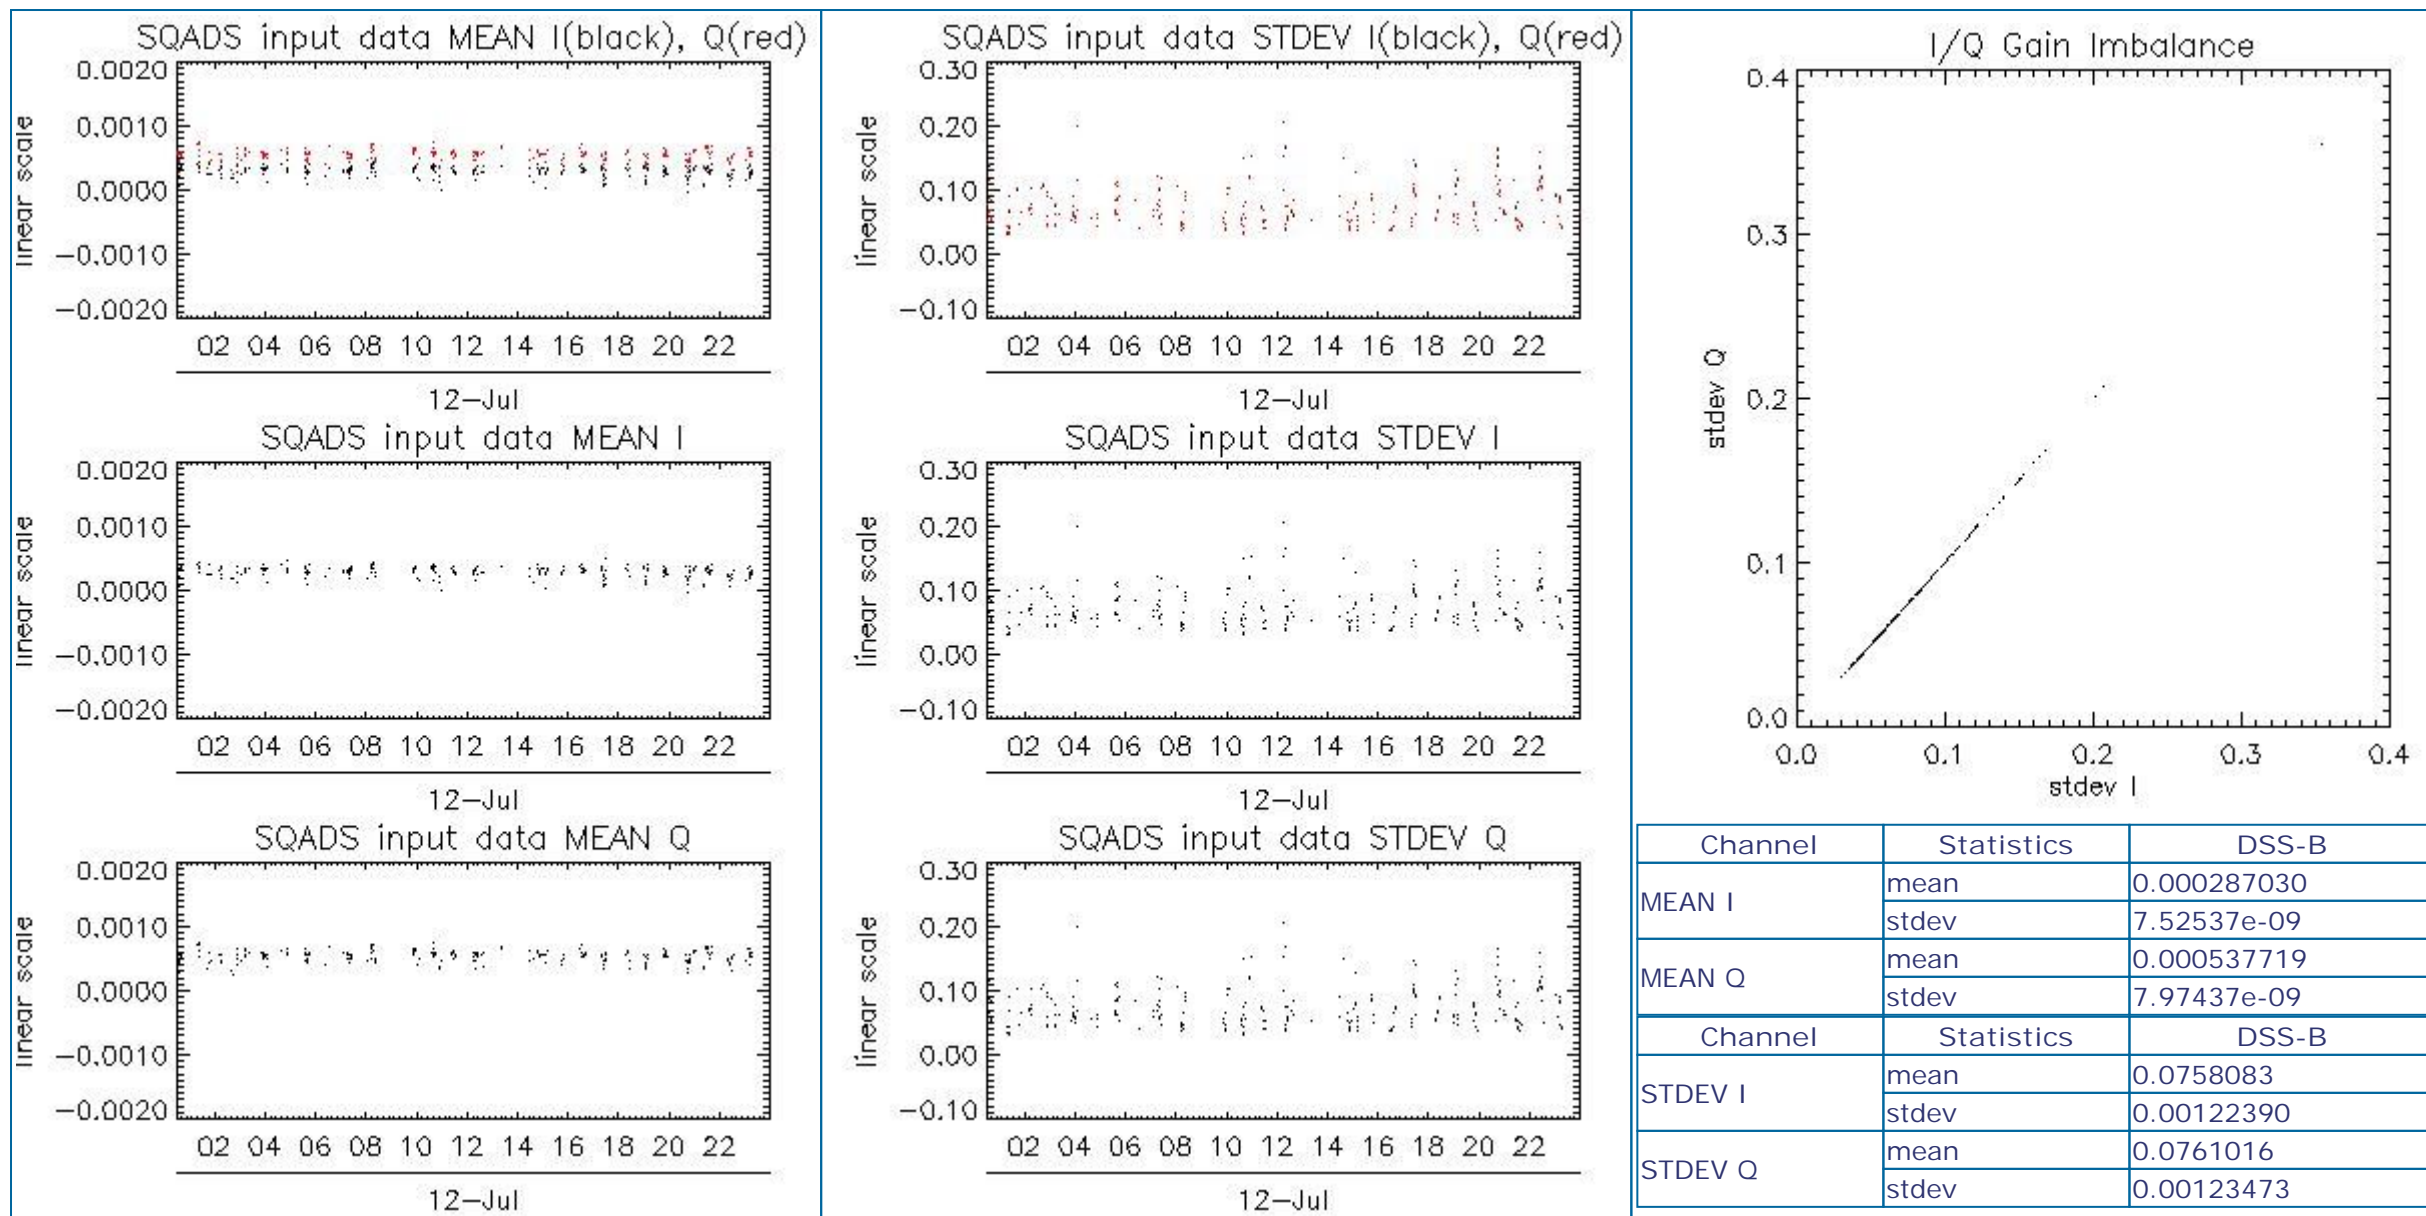 SQADS input data MEAN I(black), Q(red)
linear scale
0.0020
0.0010
0.0000
−0.0010
−0.0020
02 04 06 08 10 12 14 16 18 20 22
12−Jul
SQADS input data MEAN I
linear scale
0.0020
0.0010
0.0000
−0.0010
−0.0020
02 04 06 08 10 12 14 16 18 20 22
12−Jul
SQADS input data MEAN Q
linear scale
0.0020
0.0010
0.0000
−0.0010
−0.0020
02 04 06 08 10 12 14 16 18 20 22
12−Jul
SQADS input data STDEV I(black), Q(red)
linear scale
0.30
0.20
0.10
0.00
−0.10
02 04 06 08 10 12 14 16 18 20 22
12−Jul
SQADS input data STDEV I
linear scale
0.30
0.20
0.10
0.00
−0.10
02 04 06 08 10 12 14 16 18 20 22
12−Jul
SQADS input data STDEV Q
linear scale
0.30
0.20
0.10
0.00
−0.10
02 04 06 08 10 12 14 16 18 20 22
12−Jul
I/Q Gain Imbalance
stdev Q
0.4
0.3
0.2
0.1
0.0
0.0 0.1 0.2 0.3 0.4
stdev I
Channel Statistics DSS-B
MEAN I mean 0.000287030
stdev 7.52537e-09
MEAN Q mean 0.000537719
stdev 7.97437e-09
Channel Statistics DSS-B
STDEV I mean 0.0758083
stdev 0.00122390
STDEV Q mean 0.0761016
stdev 0.00123473